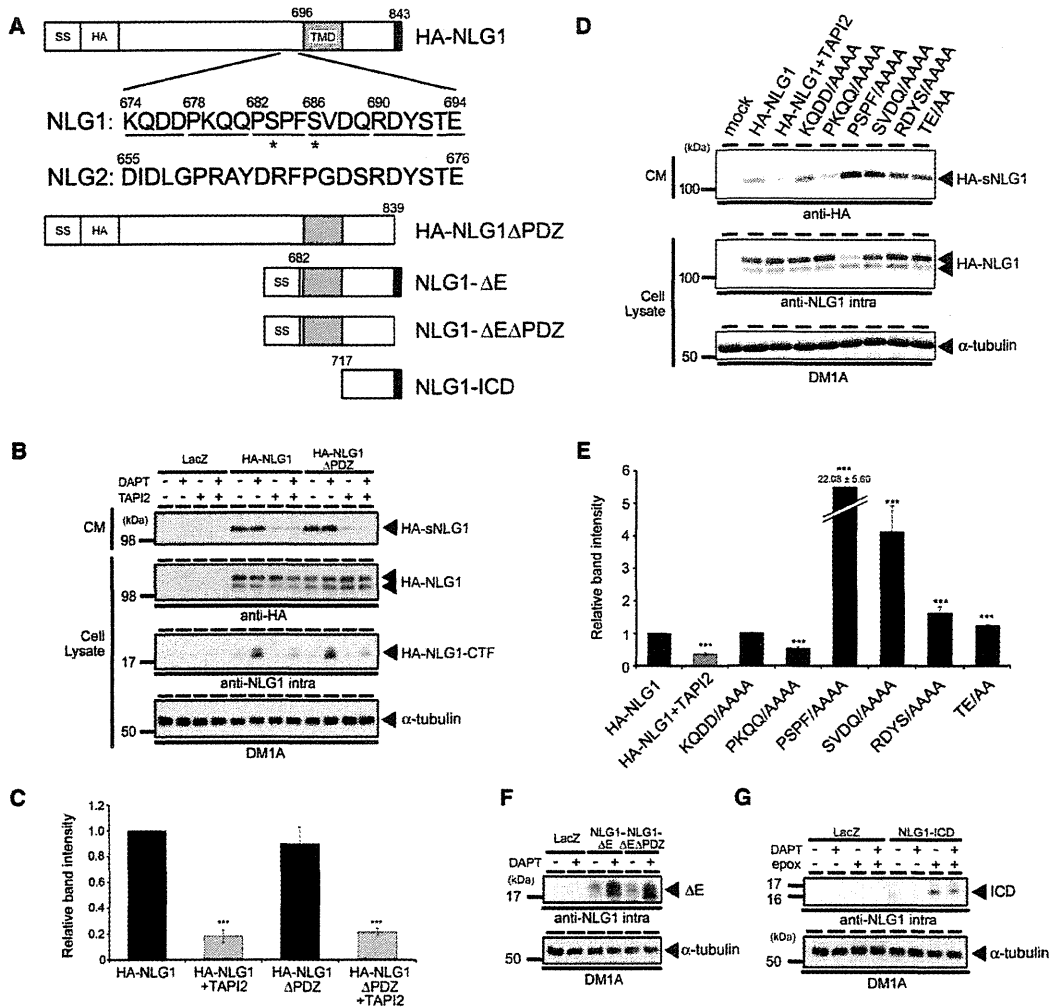 A
696
843
SS
HA
TMD
HA-NLG1
674 678 682 686 690 694
NLG1: KQDDPKQQPSPFSVDQRDYSTE
* *
655
676
NLG2: DIDLGPRAYDRFPGDSRDYSTE
839
SS
HA
HA-NLG1ΔPDZ
682
SS
NLG1-ΔE
SS
NLG1-ΔEΔPDZ
717
NLG1-ICD
B
LacZ
HA-NLG1
HA-NLG1
ΔPDZ
DAPT - + - + - + - + - + - +
TAPI2 - - + + - - + + - - + +
(kDa)
CM
98
HA-sNLG1
98
HA-NLG1
anti-HA
Cell
Lysate
17
HA-NLG1-CTF
anti-NLG1 intra
50
α-tubulin
DM1A
C
Relative band intensity
1.2
1.0
0.8
0.6
0.4
0.2
0
***
***
HA-NLG1
HA-NLG1
+TAPI2
HA-NLG1
ΔPDZ
HA-NLG1
ΔPDZ
+TAPI2
D
mock
HA-NLG1
HA-NLG1+TAPI2
KQDD/AAAA
PKQQ/AAAA
PSPF/AAAA
SVDQ/AAAA
RDYS/AAAA
TE/AA
(kDa)
CM
100
HA-sNLG1
anti-HA
100
HA-NLG1
anti-NLG1 intra
Cell
Lysate
50
α-tubulin
DM1A
E
Relative band intensity
6
5
4
3
2
1
0
***
***
***
22.08 ± 5.60
***
***
***
HA-NLG1
HA-NLG1+TAPI2
KQDD/AAAA
PKQQ/AAAA
PSPF/AAAA
SVDQ/AAAA
RDYS/AAAA
TE/AA
F
LacZ
NLG1-
ΔE
NLG1-
ΔEΔPDZ
DAPT - + - + - +
(kDa)
17
ΔE
anti-NLG1 intra
50
α-tubulin
DM1A
G
LacZ
NLG1-ICD
DAPT - + - + - + - +
epox - - + + - - + +
17
16
ICD
anti-NLG1 intra
(kDa)
50
α-tubulin
DM1A